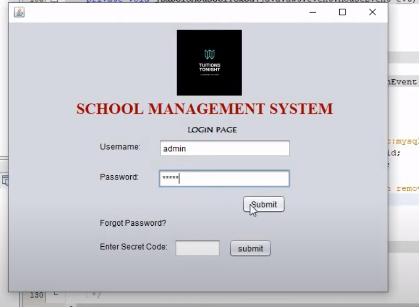 TUITIONS
TONIGHT
SCHOOL MANAGEMENT SYSTEM
LOGIN PAGE
Username: admin
Password: *****
Submit
Forgot Password?
Enter Secret Code: submit
130